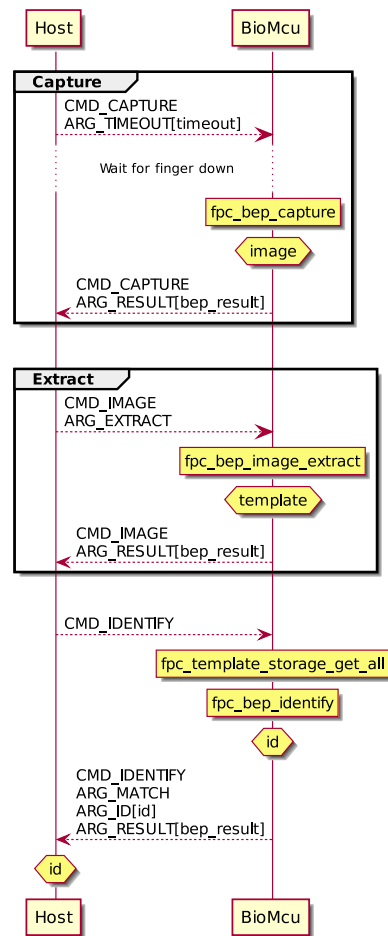 Host
BioMcu
Capture
CMD_CAPTURE
ARG_TIMEOUT[timeout]
Wait for finger down
fpc_bep_capture
image
CMD_CAPTURE
ARG_RESULT[bep_result]
Extract
CMD_IMAGE
ARG_EXTRACT
fpc_bep_image_extract
template
CMD_IMAGE
ARG_RESULT[bep_result]
CMD_IDENTIFY
fpc_template_storage_get_all
fpc_bep_identify
id
CMD_IDENTIFY
ARG_MATCH
ARG_ID[id]
ARG_RESULT[bep_result]
id
Host
BioMcu